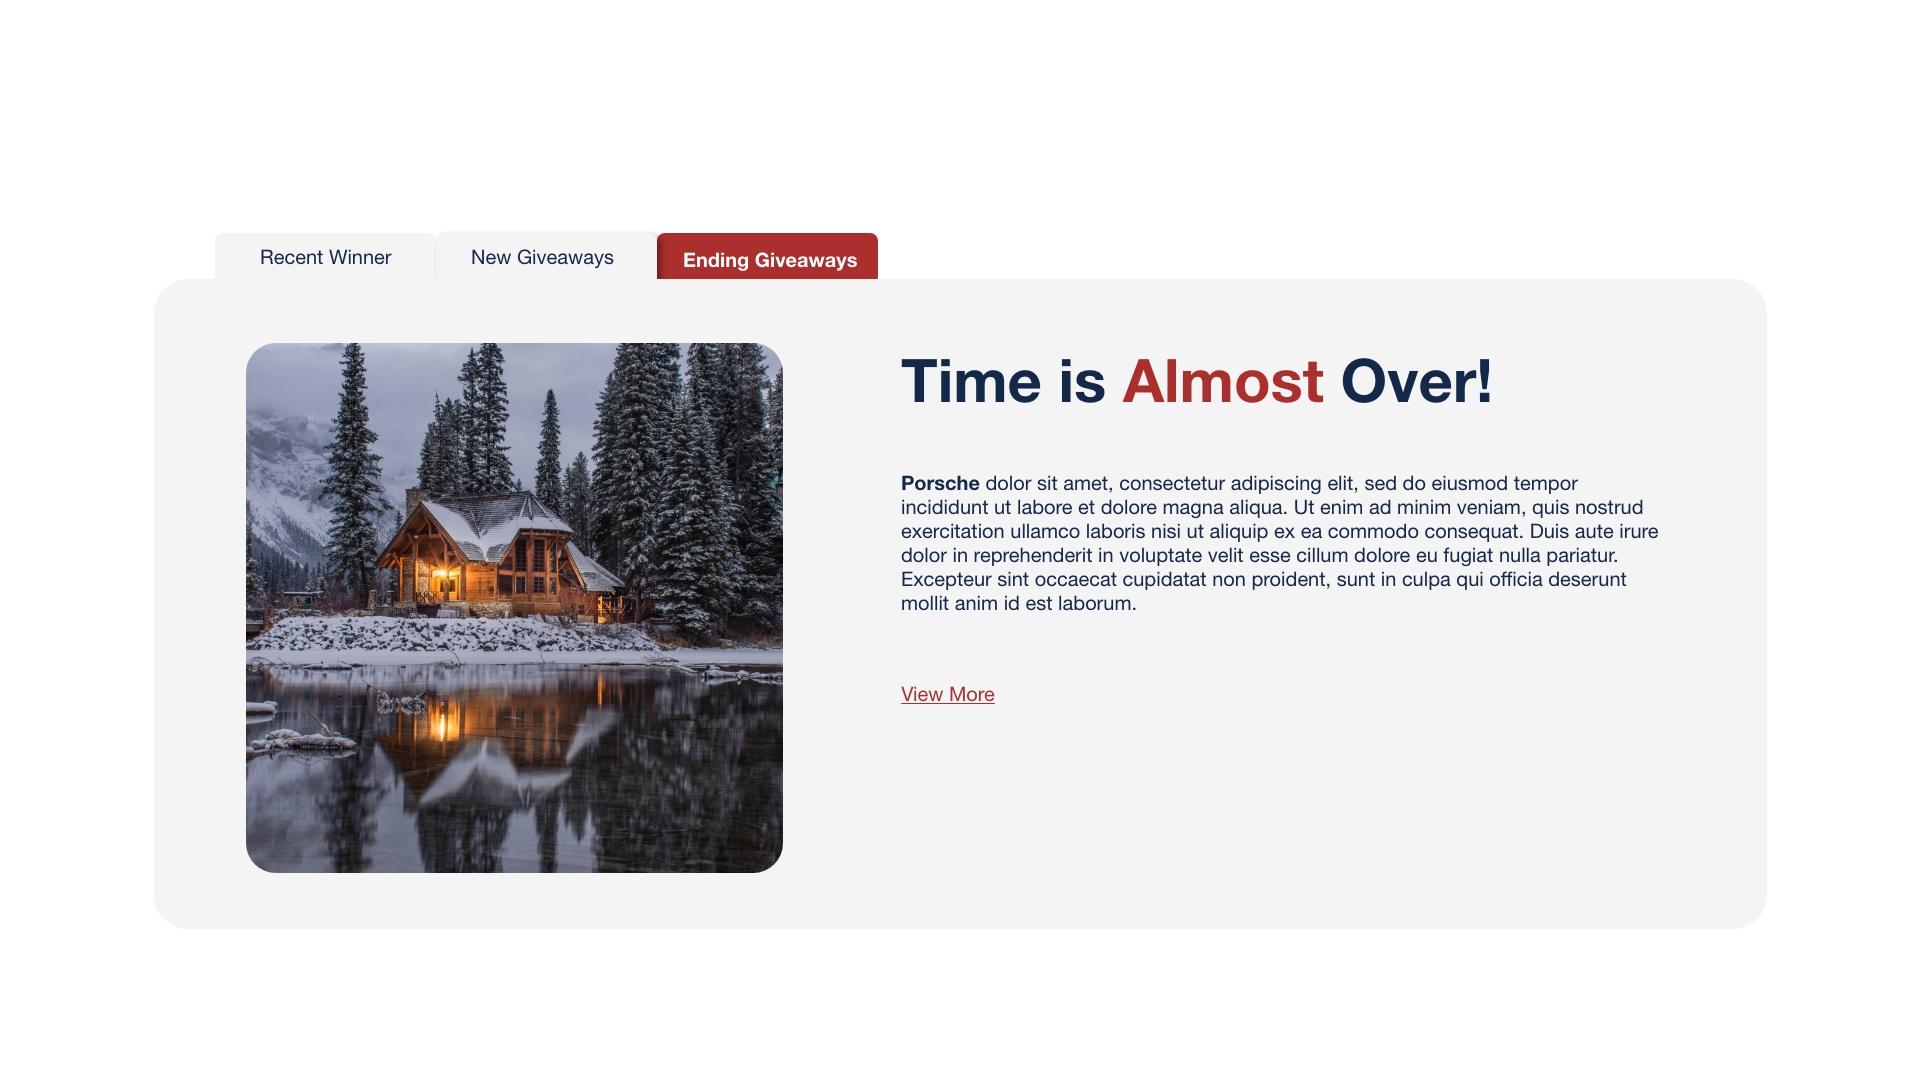 Recent Winner
New Giveaways
Ending Giveaways
Time is Almost Over!
Porsche dolor sit amet, consectetur adipiscing elit, sed do eiusmod tempor
incididunt ut labore et dolore magna aliqua. Ut enim ad minim veniam, quis nostrud
exercitation ullamco laboris nisi ut aliquip ex ea commodo consequat. Duis aute irure
dolor in reprehenderit in voluptate velit esse cillum dolore eu fugiat nulla pariatur.
Excepteur sint occaecat cupidatat non proident, sunt in culpa qui officia deserunt
mollit anim id est laborum.
View More